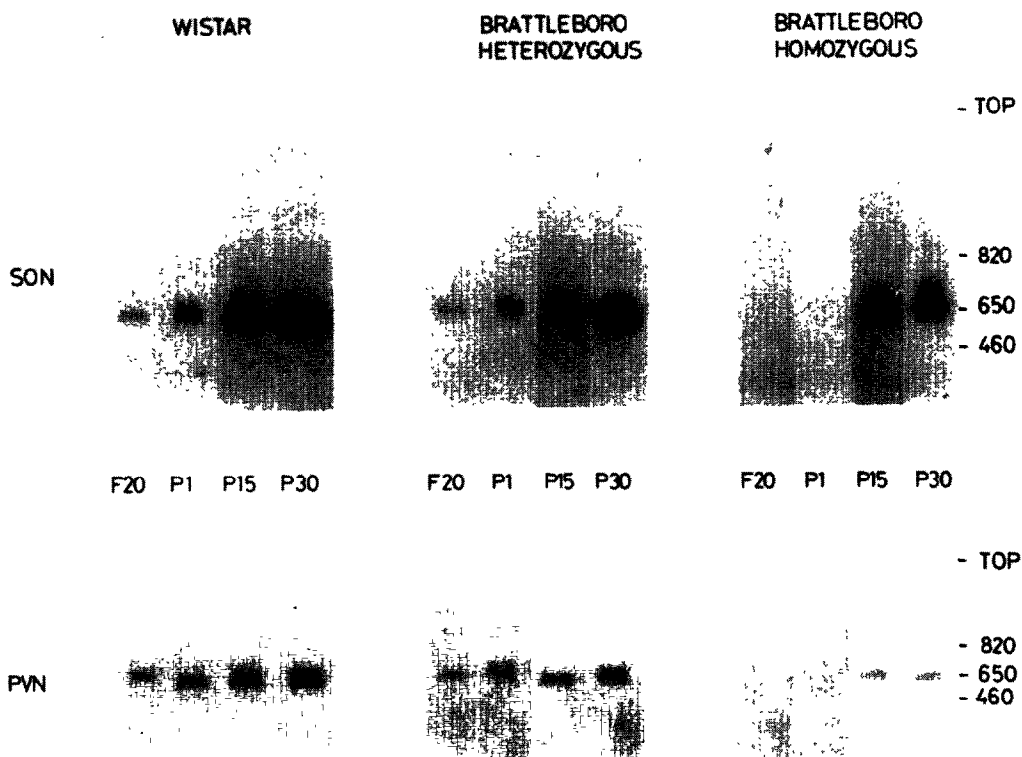 WISTAR
BRATTLEBORO
HETEROZYGOUS
BRATTLEBORO
HOMOZYGOUS
- TOP
- 820
SON
- 650
- 460
F20 P1 P15 P30
F20 P1 P15 P30
F20 P1 P15 P30
- TOP
- 820
PVN
- 650
- 460